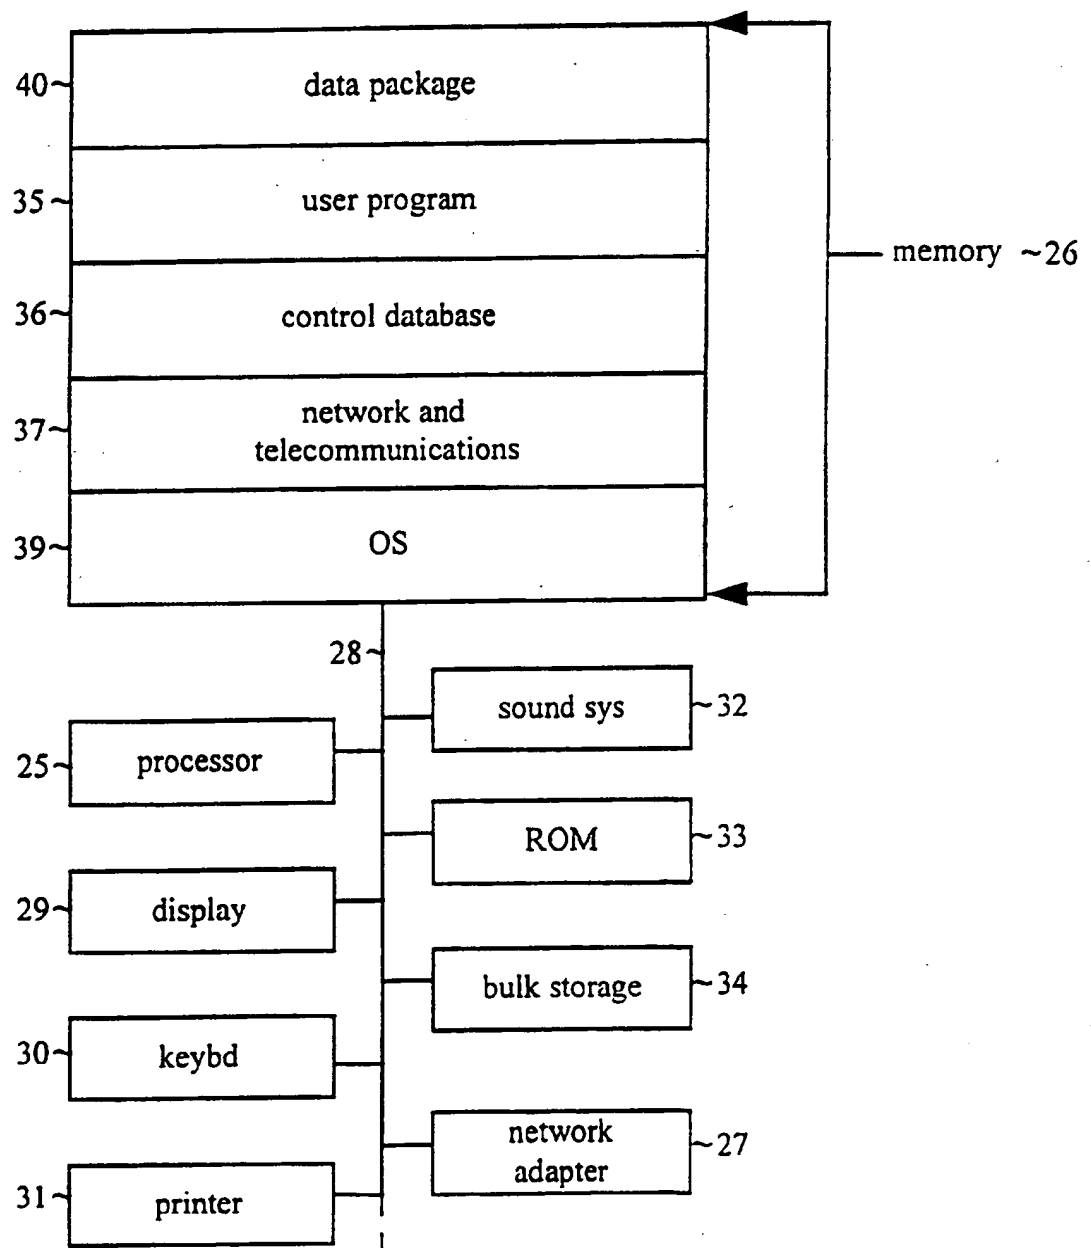 40~ data package
35~ user program
memory ~26
36~ control database
37~ network and
telecommunications
39~ OS
28~
sound sys ~32
25~ processor
ROM ~33
29~ display
bulk storage ~34
30~ keybd
network
adapter ~27
31~ printer